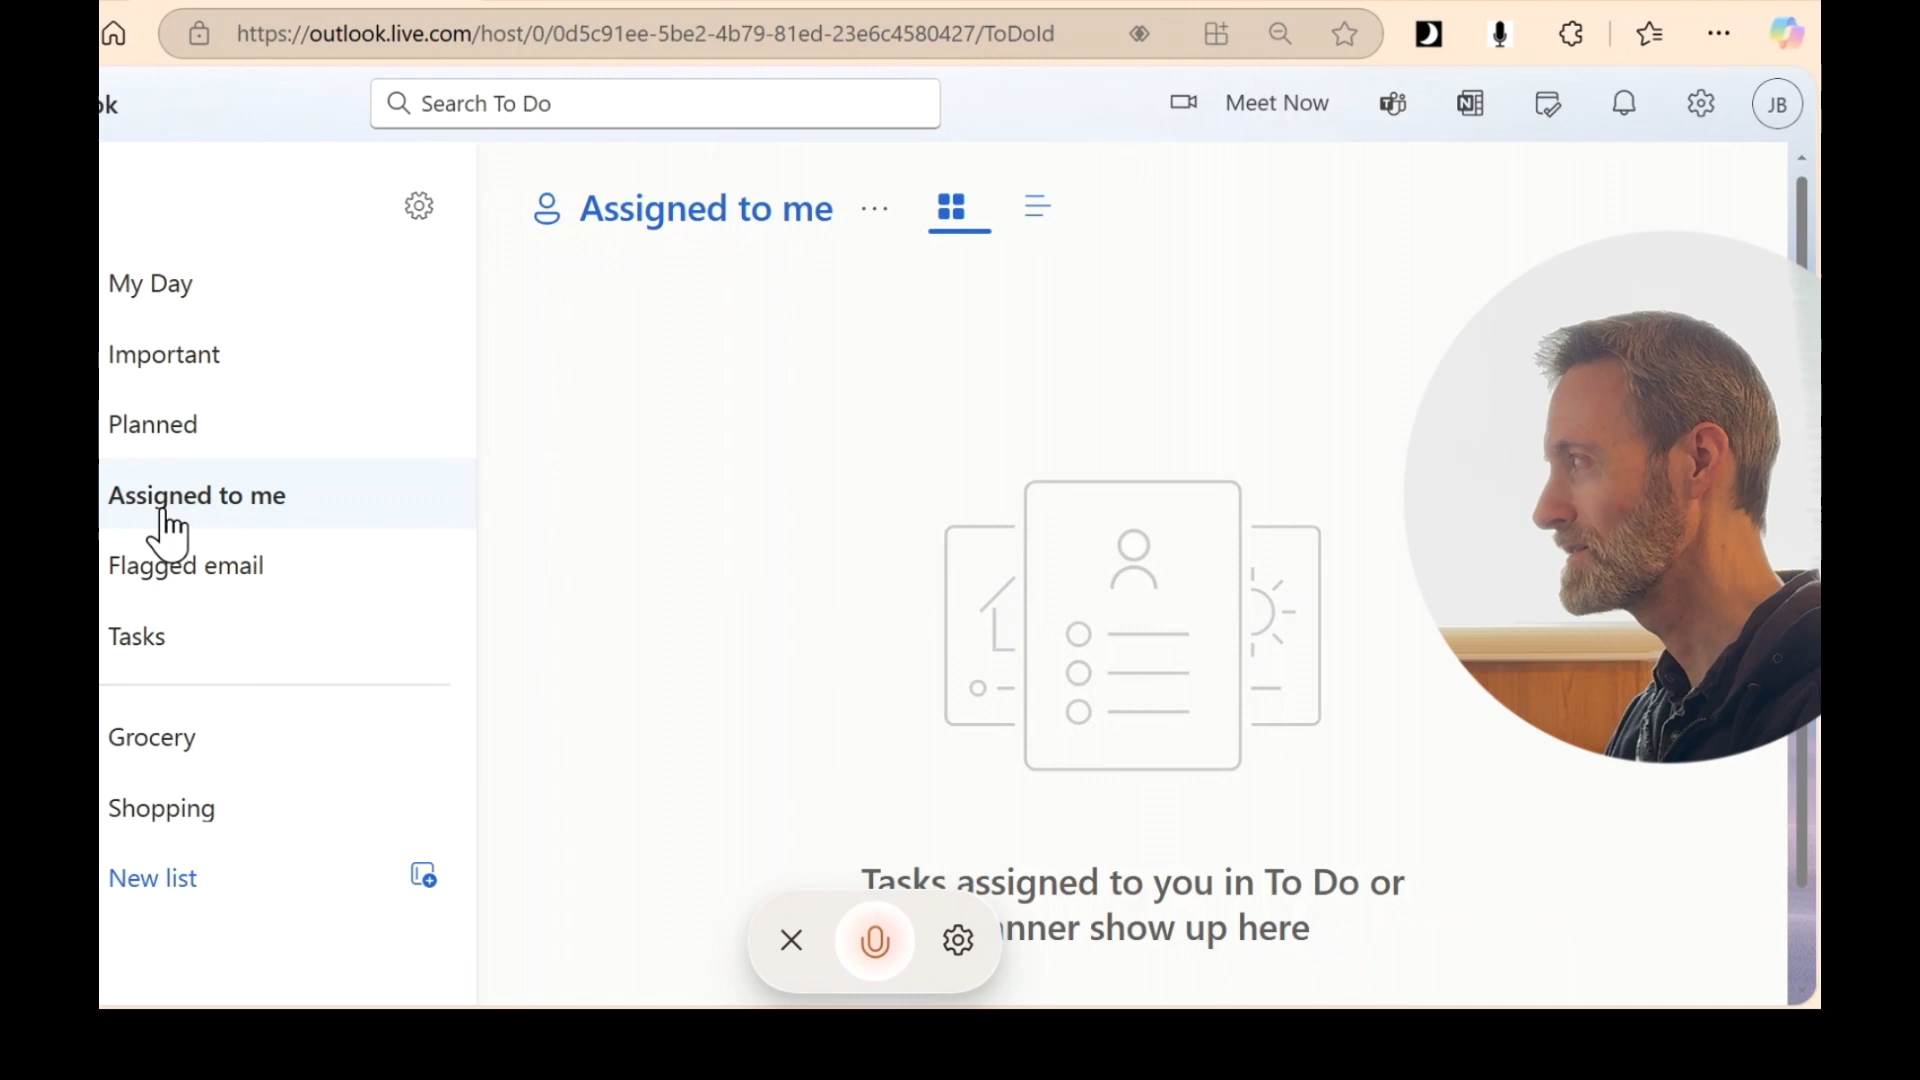 https://outlook.live.com/host/0/0d5c91ee-5be2-4b79-81ed-23e6c4580427/ToDoId
ok
Search To Do
Meet Now
JB
Assigned to me
My Day
Important
Planned
Assigned to me
Flagged email
Tasks
Grocery
Shopping
New list
Tasks assigned to you in To Do or
nner show up here